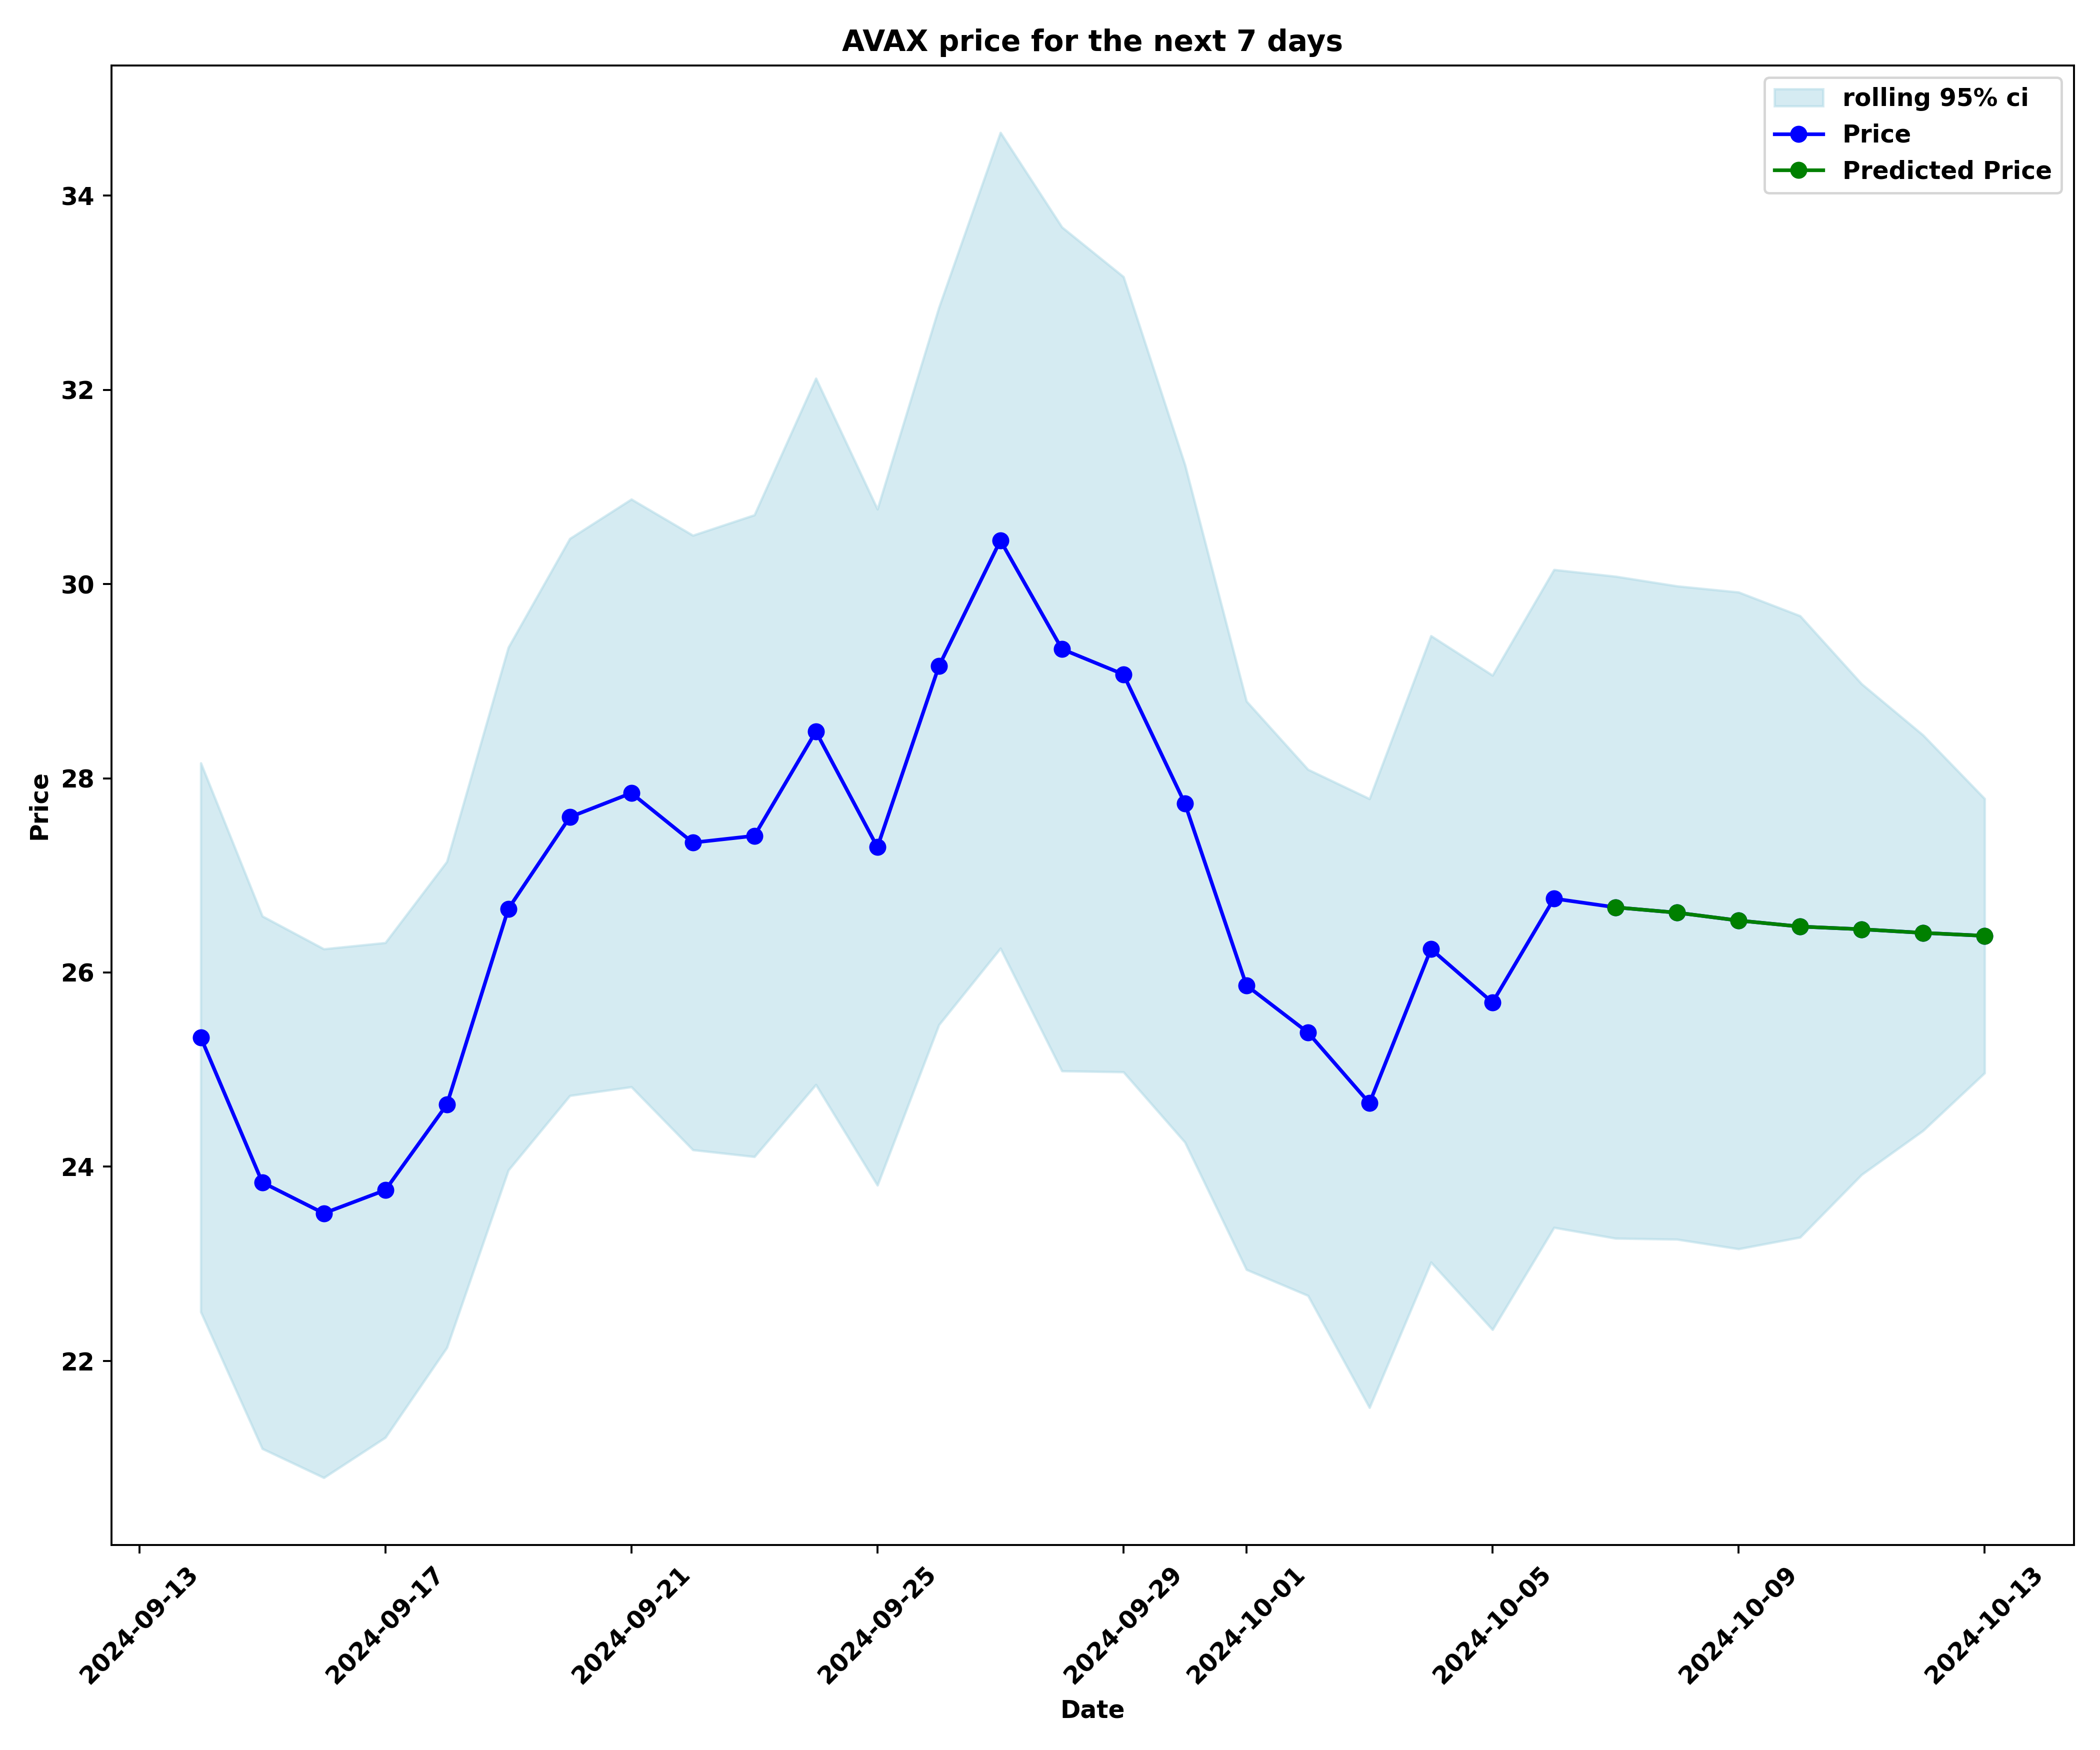 AVAX price for the next 7 days
rolling 95% ci
Price
Predicted Price
34
32
30
28
26
24
22
Price
2024-09-13
2024-09-17
2024-09-21
2024-09-25
2024-09-29
2024-10-01
2024-10-05
2024-10-09
2024-10-13
Date